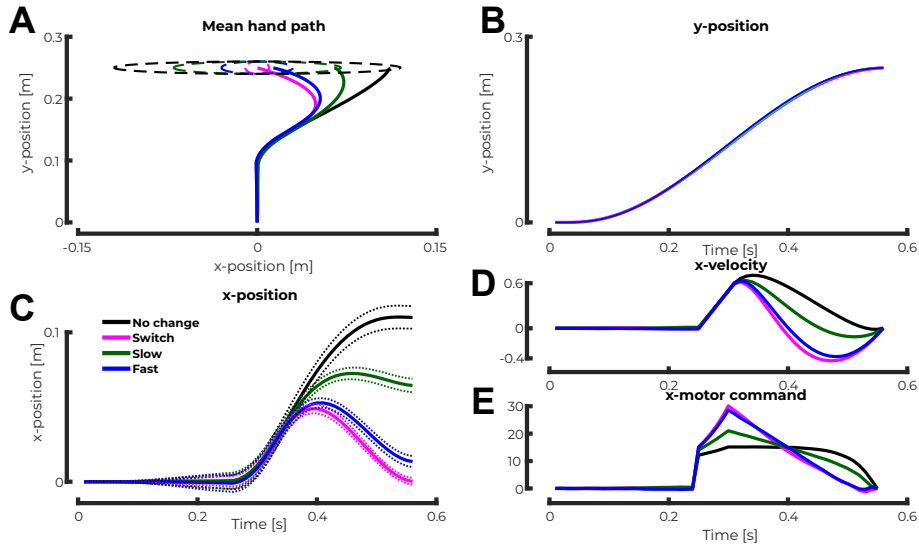 A
Mean hand path
0.3
0.2
0.1
0
y-position [m]
-0.15
0
0.15
x-position [m]
B
y-position
0.3
0
y-position [m]
0
0.2
0.4
0.6
Time [s]
C
x-position
No change
Switch
Slow
Fast
0.1
0
x-position [m]
0
0.2
0.4
0.6
Time [s]
D
x-velocity
0.6
-0.4
0
0.2
0.4
0.6
E
x-motor command
30
20
10
0
0
0.2
0.4
0.6
Time [s]